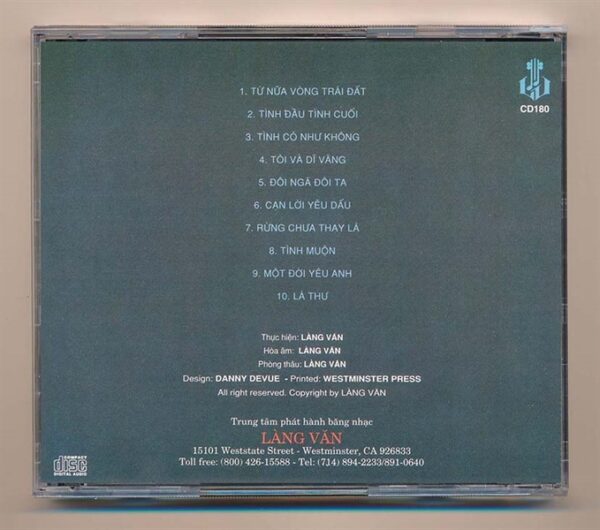 CD180
1. TỪ NỮA VÒNG TRÁI ĐẤT
2. TÌNH ĐẦU TÌNH CUỐI
3. TÌNH CÓ NHƯ KHÔNG
4. TÔI VÀ DĨ VÃNG
5. ĐÔI NGÃ ĐÔI TA
6. CẠN LỜI YÊU DẤU
7. RỪNG CHƯA THAY LÁ
8. TÌNH MUỘN
9. MỘT ĐỜI YÊU ANH
10. LÁ THƯ
Thực hiện: LÀNG VĂN
Hòa âm: LÀNG VĂN
Phòng thâu: LÀNG VĂN
Design: DANNY DEVUE - Printed: WESTMINSTER PRESS
All right reserved. Copyright by LÀNG VĂN
Trung tâm phát hành băng nhạc
LÀNG VĂN
15101 Weststate Street - Westminster, CA 926833
Toll free: (800) 426-15588 - Tel: (714) 894-2233/891-0640
COMPACT
disc
DIGITAL AUDIO